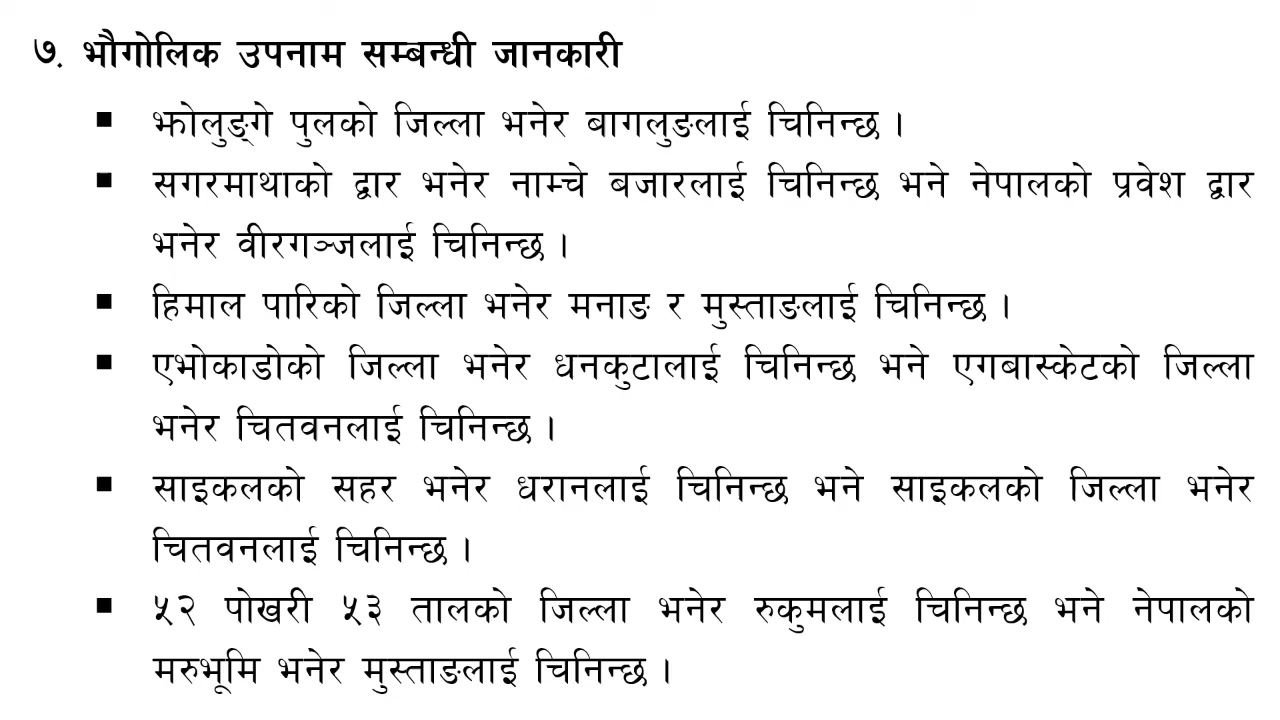 ७. भौगोलिक उपनाम सम्बन्धी जानकारी
▪ झोलुङ्गे पुलको जिल्ला भनेर बागलुङलाई चिनिन्छ ।
▪ सगरमाथाको द्वार भनेर नाम्चे बजारलाई चिनिन्छ भने नेपालको प्रवेश द्वार
भनेर वीरगञ्जलाई चिनिन्छ ।
▪ हिमाल पारिको जिल्ला भनेर मनाङ र मुस्ताङलाई चिनिन्छ ।
▪ एभोकाडोको जिल्ला भनेर धनकुटालाई चिनिन्छ भने एगबास्केटको जिल्ला
भनेर चितवनलाई चिनिन्छ ।
▪ साइकलको सहर भनेर धरानलाई चिनिन्छ भने साइकलको जिल्ला भनेर
चितवनलाई चिनिन्छ ।
▪ ५२ पोखरी ५३ तालको जिल्ला भनेर रुकुमलाई चिनिन्छ भने नेपालको
मरुभूमि भनेर मुस्ताङलाई चिनिन्छ ।